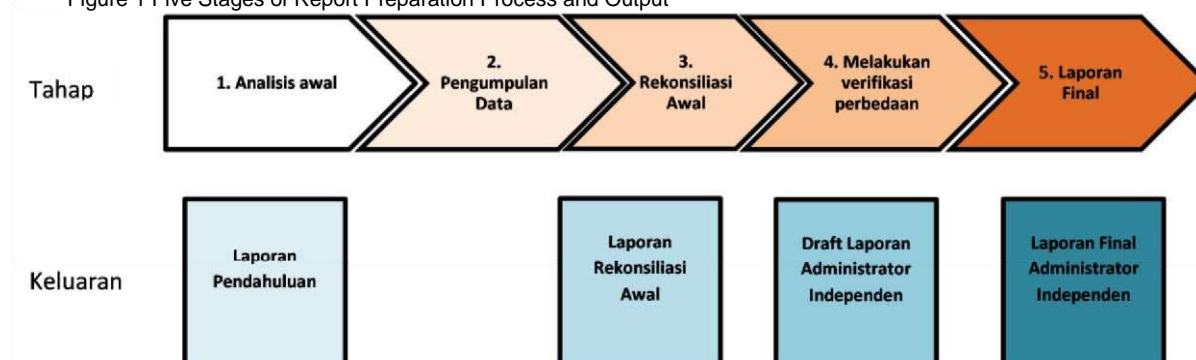 Figure 1 Five Stages of Report Preparation Process and Output
Tahap
1. Analisis awal
2.
Pengumpulan
Data
3.
Rekonsiliasi
Awal
4. Melakukan
verifikasi
perbedaan
5. Laporan
Final
Keluaran
Laporan
Pendahuluan
Laporan
Rekonsiliasi
Awal
Draft Laporan
Administrator
Independen
Laporan Final
Administrator
Independen